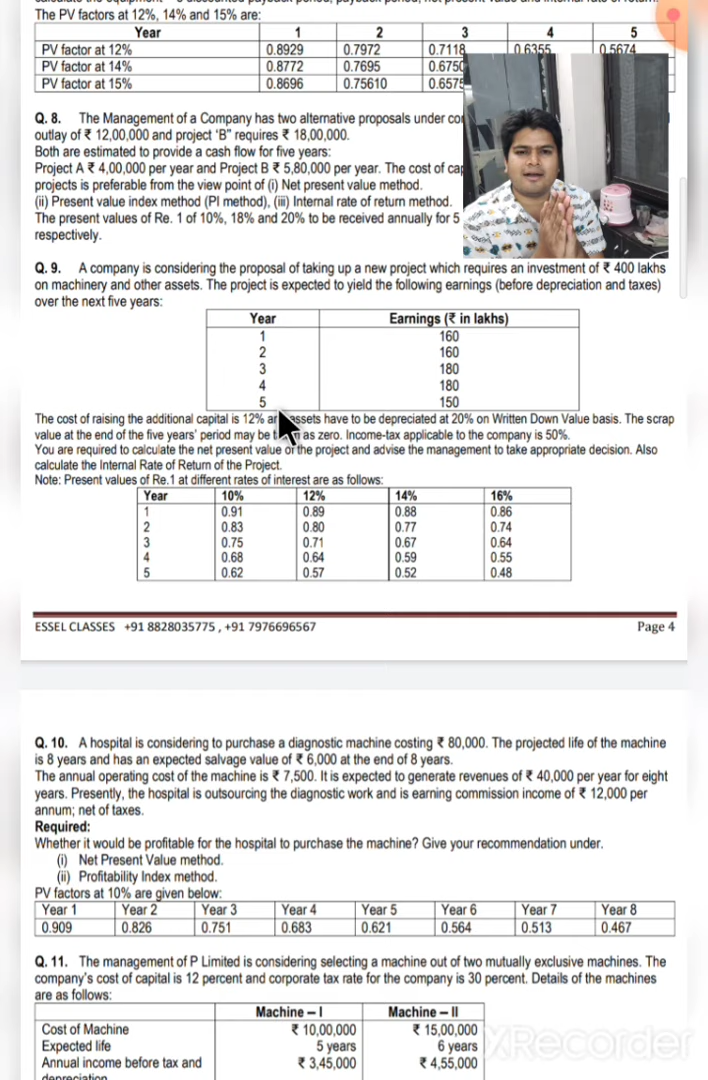 The PV factors at 12%, 14% and 15% are:
Year 1 2 3 4 5
PV factor at 12% 0.8929 0.7972 0.7118 0.6355 0.5674
PV factor at 14% 0.8772 0.7695 0.6750
PV factor at 15% 0.8696 0.75610 0.6575
Q. 8. The Management of a Company has two alternative proposals under
outlay of ₹ 12,00,000 and project 'B" requires ₹ 18,00,000.
Both are estimated to provide a cash flow for five years:
Project A ₹ 4,00,000 per year and Project B ₹ 5,80,000 per year. The cost of
projects is preferable from the view point of (i) Net present value method.
(ii) Present value index method (PI method), (iii) Internal rate of return method.
The present values of Re. 1 of 10%, 18% and 20% to be received annually for 5
respectively.
Q. 9. A company is considering the proposal of taking up a new project which requires an investment of ₹ 400 lakhs
on machinery and other assets. The project is expected to yield the following earnings (before depreciation and taxes)
over the next five years:
Year Earnings (₹ in lakhs)
1 160
2 160
3 180
4 180
5 150
The cost of raising the additional capital is 12% assets have to be depreciated at 20% on Written Down Value basis. The scrap
value at the end of the five years' period may be as zero. Income-tax applicable to the company is 50%.
You are required to calculate the net present value of the project and advise the management to take appropriate decision. Also
calculate the Internal Rate of Return of the Project.
Note: Present values of Re.1 at different rates of interest are as follows:
Year 10% 12% 14% 16%
1 0.91 0.89 0.88 0.86
2 0.83 0.80 0.77 0.74
3 0.75 0.71 0.67 0.64
4 0.68 0.64 0.59 0.55
5 0.62 0.57 0.52 0.48
ESSEL CLASSES +91 8828035775 , +91 7976696567 Page 4
Q. 10. A hospital is considering to purchase a diagnostic machine costing ₹ 80,000. The projected life of the machine
is 8 years and has an expected salvage value of ₹ 6,000 at the end of 8 years.
The annual operating cost of the machine is ₹ 7,500. It is expected to generate revenues of ₹ 40,000 per year for eight
years. Presently, the hospital is outsourcing the diagnostic work and is earning commission income of ₹ 12,000 per
annum; net of taxes.
Required:
Whether it would be profitable for the hospital to purchase the machine? Give your recommendation under.
(i) Net Present Value method.
(ii) Profitability Index method.
PV factors at 10% are given below:
Year 1 Year 2 Year 3 Year 4 Year 5 Year 6 Year 7 Year 8
0.909 0.826 0.751 0.683 0.621 0.564 0.513 0.467
Q. 11. The management of P Limited is considering selecting a machine out of two mutually exclusive machines. The
company's cost of capital is 12 percent and corporate tax rate for the company is 30 percent. Details of the machines
are as follows:
Machine – I Machine – II
Cost of Machine ₹ 10,00,000 ₹ 15,00,000
Expected life 5 years 6 years
Annual income before tax and ₹ 3,45,000 ₹ 4,55,000
depreciation
XRecorder